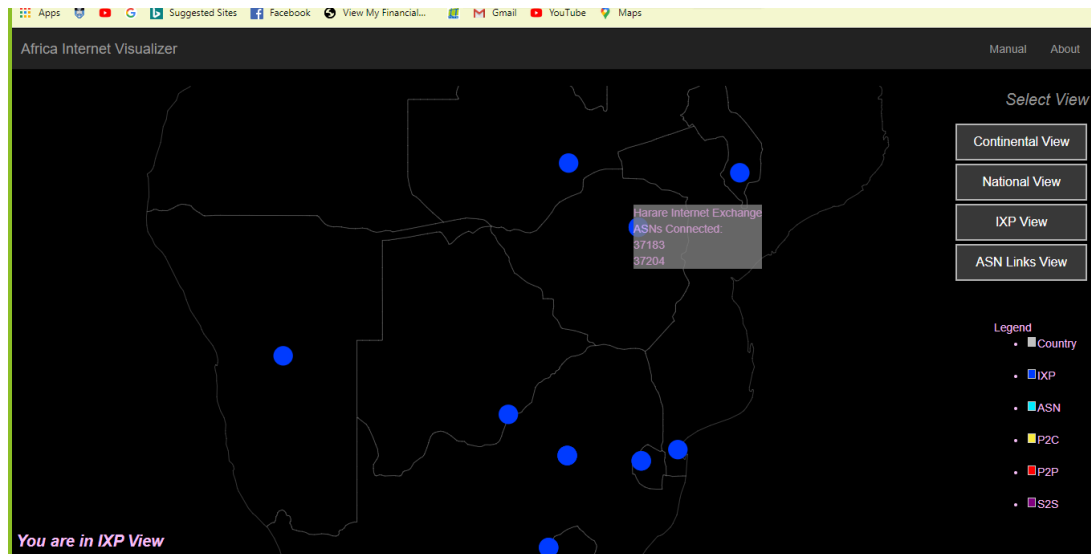 Apps Suggested Sites Facebook View My Financial... Gmail YouTube Maps
Africa Internet Visualizer Manual About
Select View
Continental View
National View
IXP View
ASN Links View
Harare Internet Exchange
ASNs Connected:
37183
37204
Legend
Country
IXP
ASN
P2C
P2P
S2S
You are in IXP View